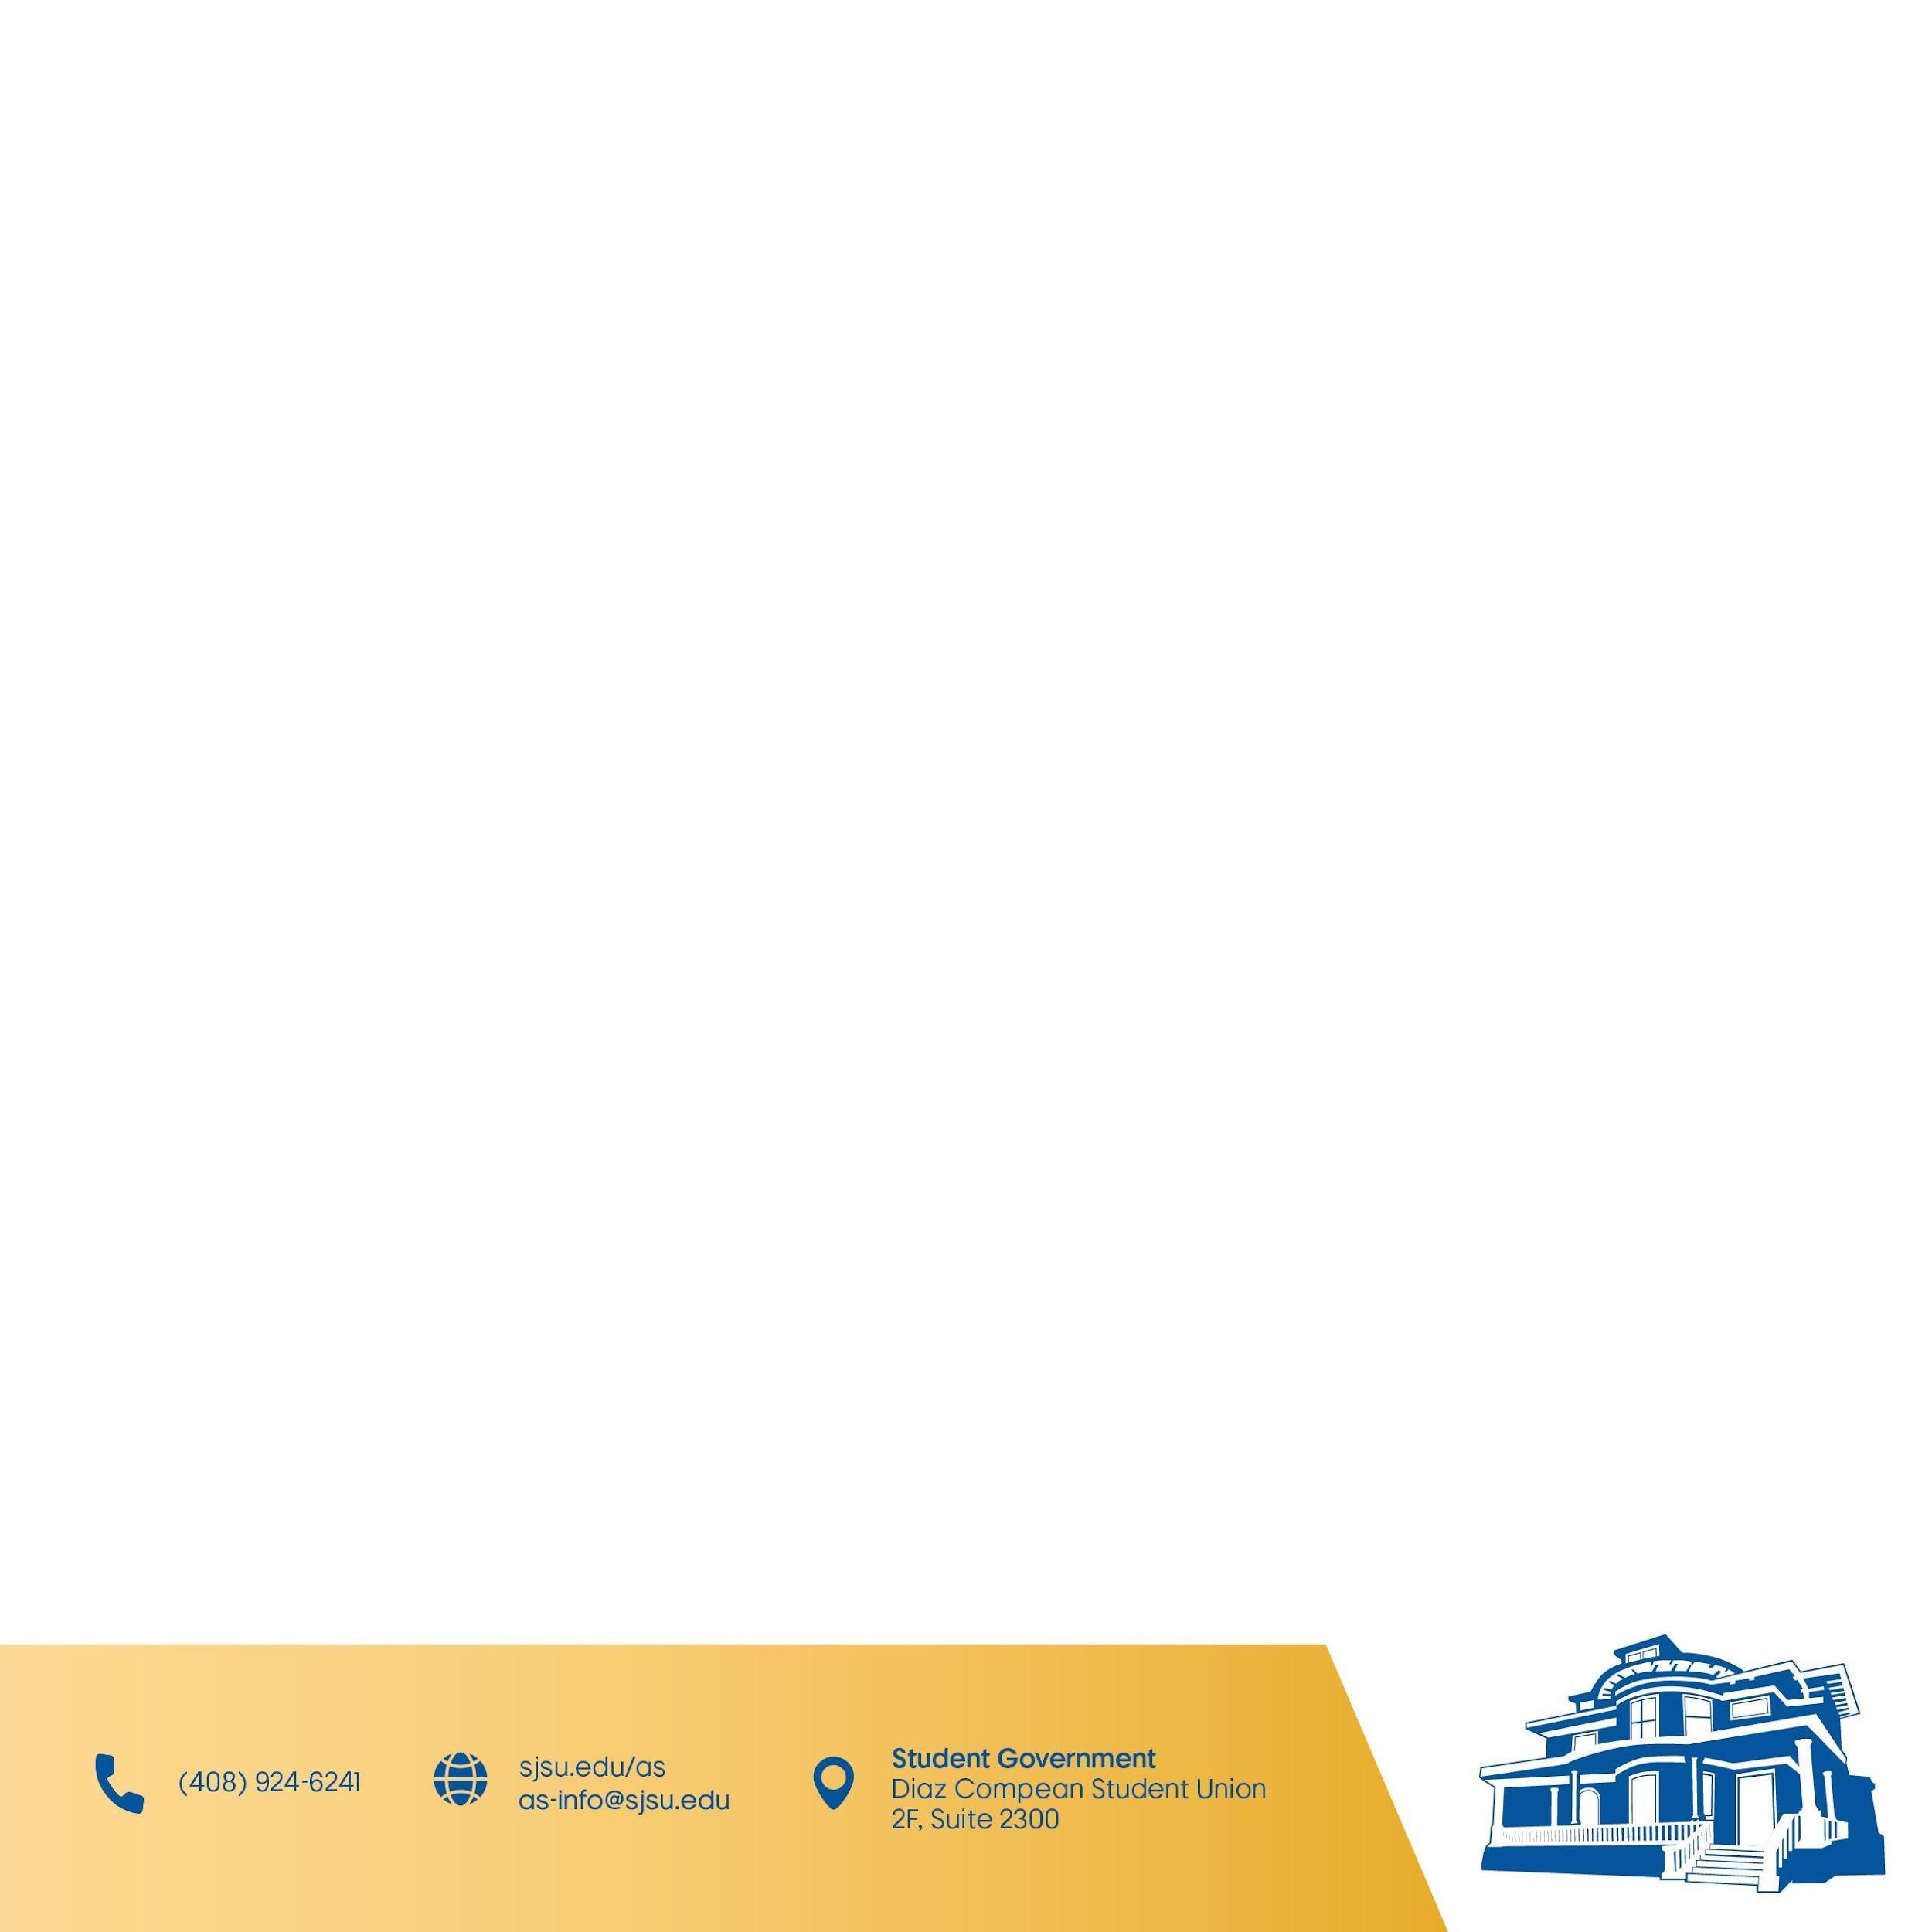 (408) 924-6241
sjsu.edu/as
as-info@sjsu.edu
Student Government
Diaz Compean Student Union
2F, Suite 2300